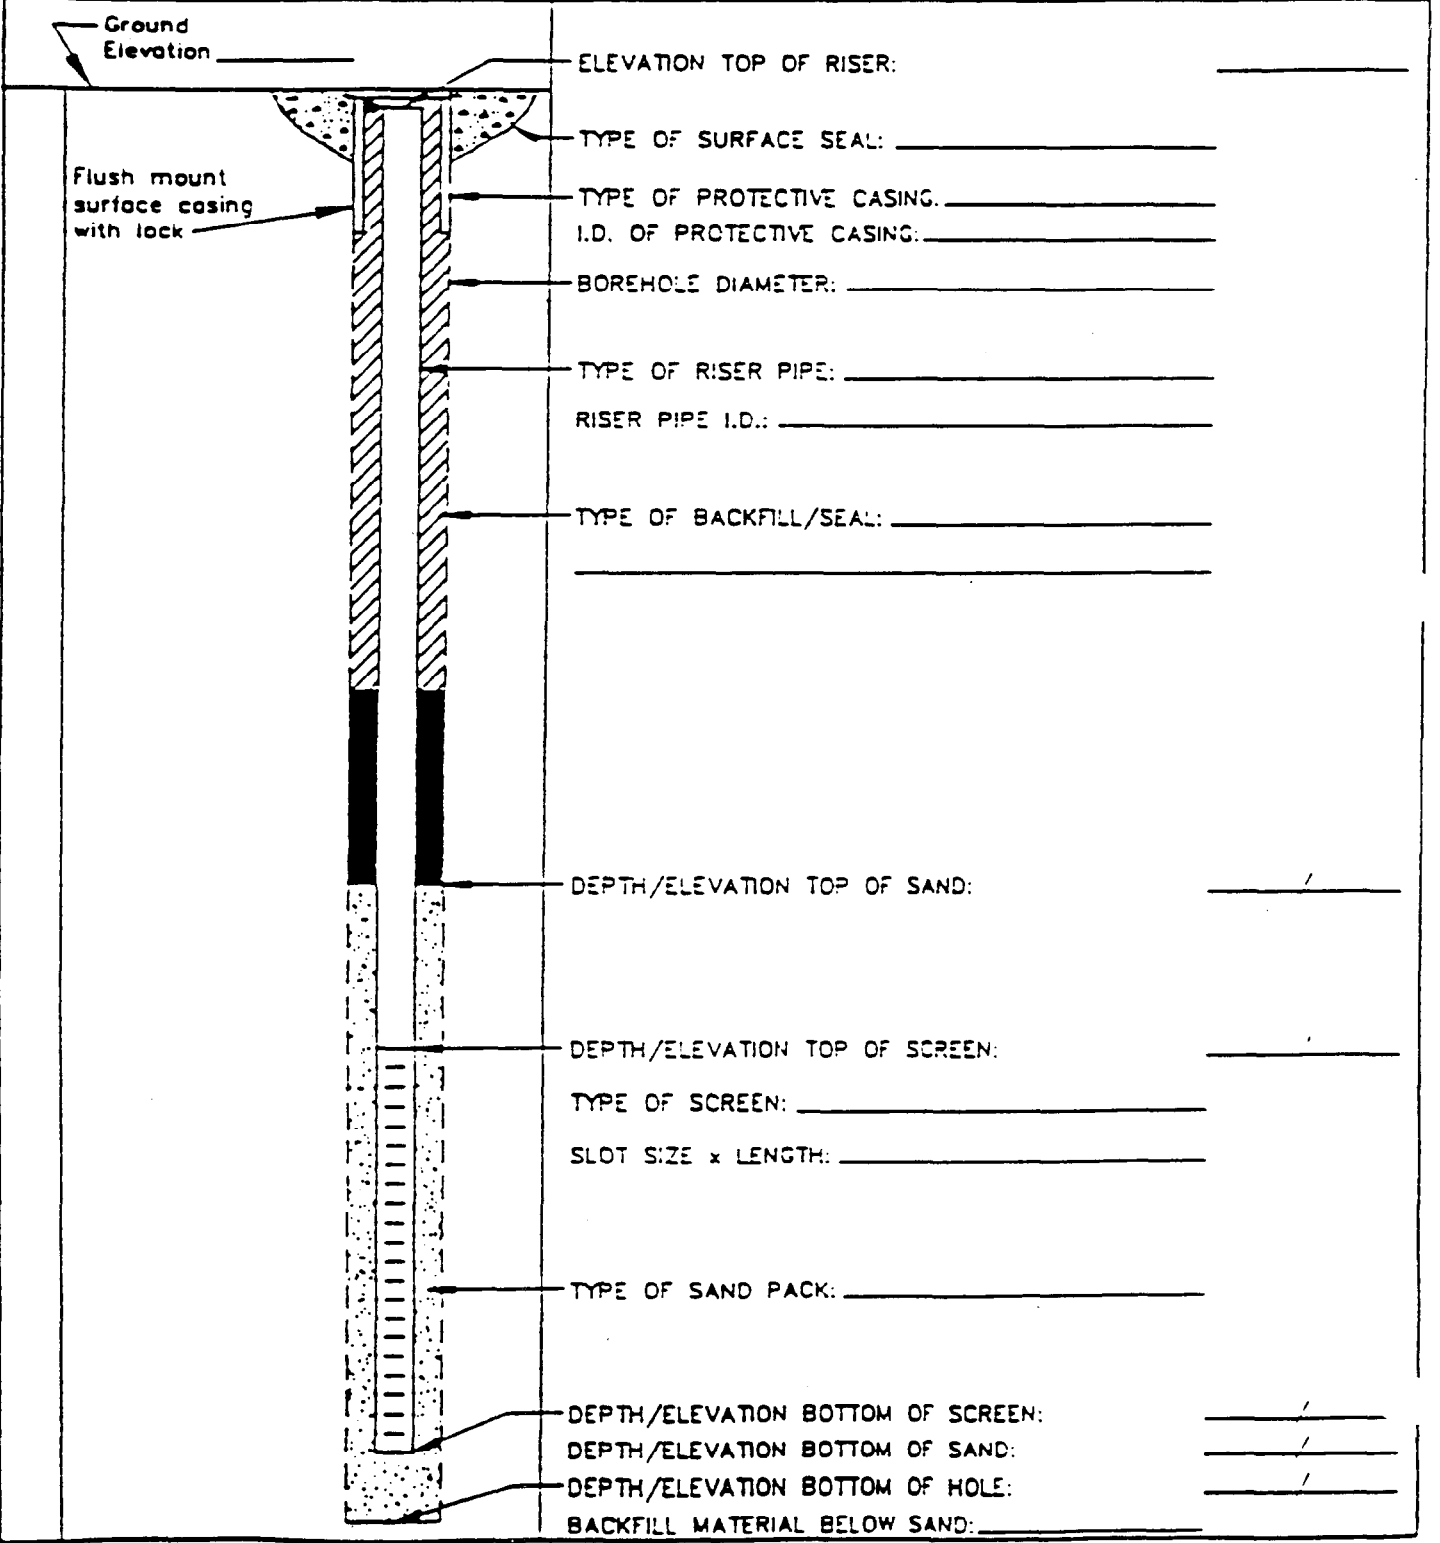 Ground
Elevation
ELEVATION TOP OF RISER:
TYPE OF SURFACE SEAL:
Flush mount
surface casing
with lock
TYPE OF PROTECTIVE CASING.
I.D. OF PROTECTIVE CASING:
BOREHOLE DIAMETER:
TYPE OF RISER PIPE:
RISER PIPE I.D.:
TYPE OF BACKFILL/SEAL:
DEPTH/ELEVATION TOP OF SAND: /
DEPTH/ELEVATION TOP OF SCREEN: /
TYPE OF SCREEN:
SLOT SIZE x LENGTH:
TYPE OF SAND PACK:
DEPTH/ELEVATION BOTTOM OF SCREEN: /
DEPTH/ELEVATION BOTTOM OF SAND: /
DEPTH/ELEVATION BOTTOM OF HOLE: /
BACKFILL MATERIAL BELOW SAND: